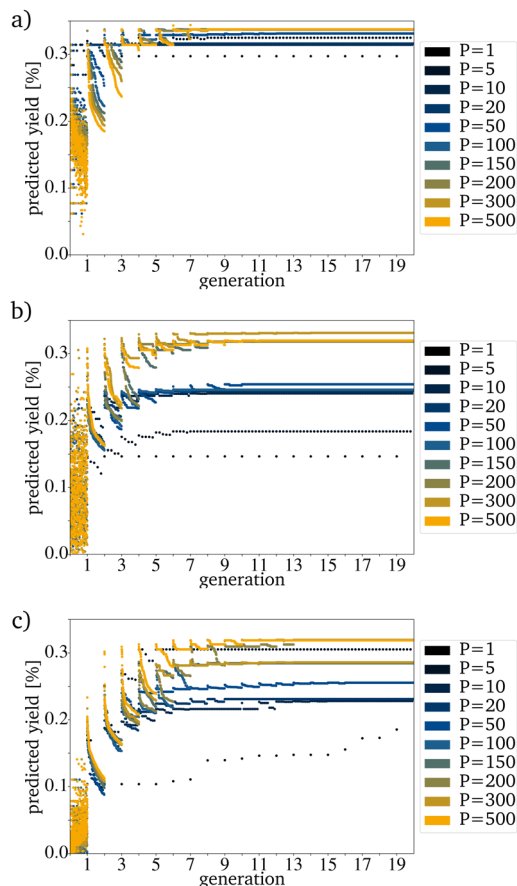 a)
predicted yield [%]
0.3
0.2
0.1
0.0
1 3 5 7 9 11 13 15 17 19
generation
P=1
P=5
P=10
P=20
P=50
P=100
P=150
P=200
P=300
P=500
b)
predicted yield [%]
0.3
0.2
0.1
0.0
1 3 5 7 9 11 13 15 17 19
generation
P=1
P=5
P=10
P=20
P=50
P=100
P=150
P=200
P=300
P=500
c)
predicted yield [%]
0.3
0.2
0.1
0.0
1 3 5 7 9 11 13 15 17 19
generation
P=1
P=5
P=10
P=20
P=50
P=100
P=150
P=200
P=300
P=500